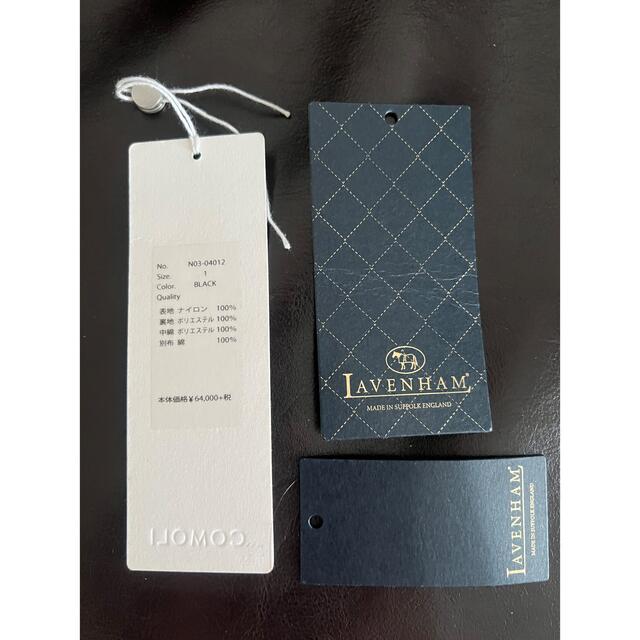 No. N03-04012
Size. 1
Color. BLACK
Quality
表地 ナイロン 100%
裏地 ポリエステル 100%
中綿 ポリエステル 100%
別布 綿 100%
本体価格¥64,000+税
COMOLI
LAVENHAM®
MADE IN SUFFOLK ENGLAND
LAVENHAM®
MADE IN SUFFOLK ENGLAND